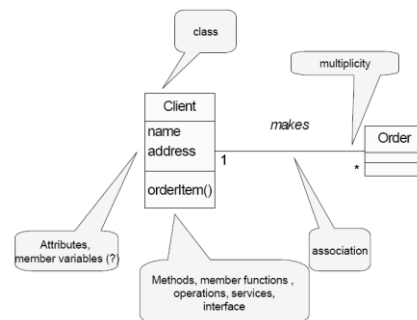 class
multiplicity
Client
name
address
orderItem()
makes
1
*
Order
Attributes,
member variables (?)
association
Methods, member functions ,
operations, services,
interface